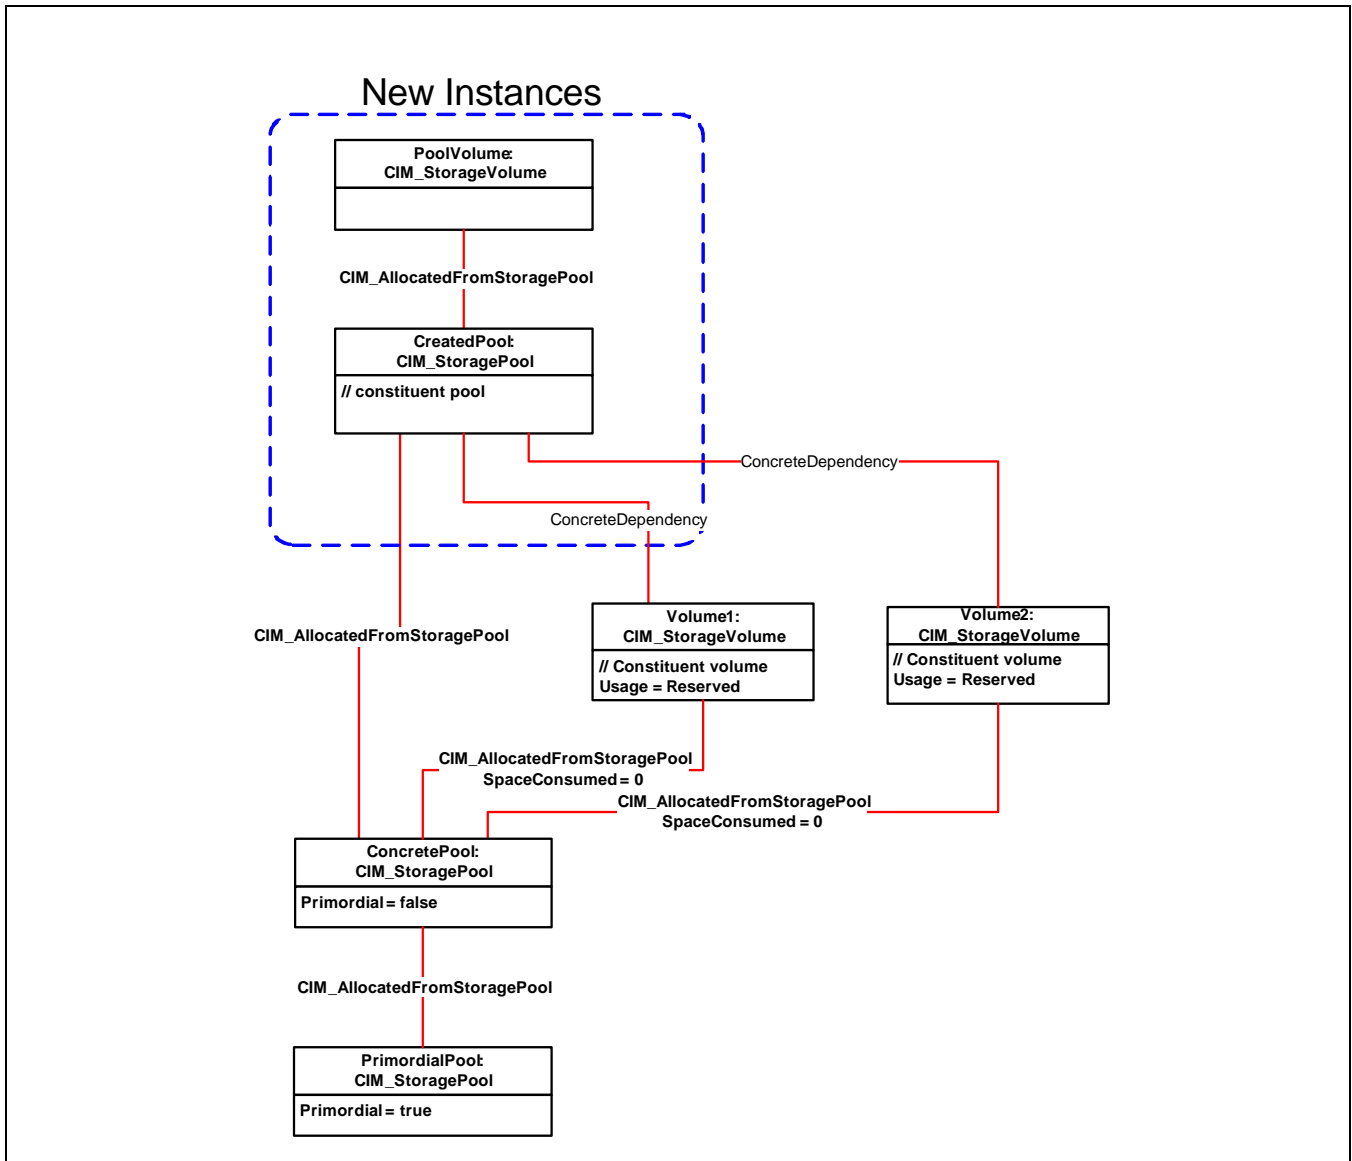 New Instances
PoolVolume:
CIM_StorageVolume
CIM_AllocatedFromStoragePool
CreatedPool:
CIM_StoragePool
// constituent pool
ConcreteDependency
ConcreteDependency
Volume1:
CIM_StorageVolume
// Constituent volume
Usage = Reserved
Volume2:
CIM_StorageVolume
// Constituent volume
Usage = Reserved
CIM_AllocatedFromStoragePool
CIM_AllocatedFromStoragePool
SpaceConsumed = 0
CIM_AllocatedFromStoragePool
SpaceConsumed = 0
ConcretePool:
CIM_StoragePool
Primordial = false
CIM_AllocatedFromStoragePool
PrimordialPool:
CIM_StoragePool
Primordial = true